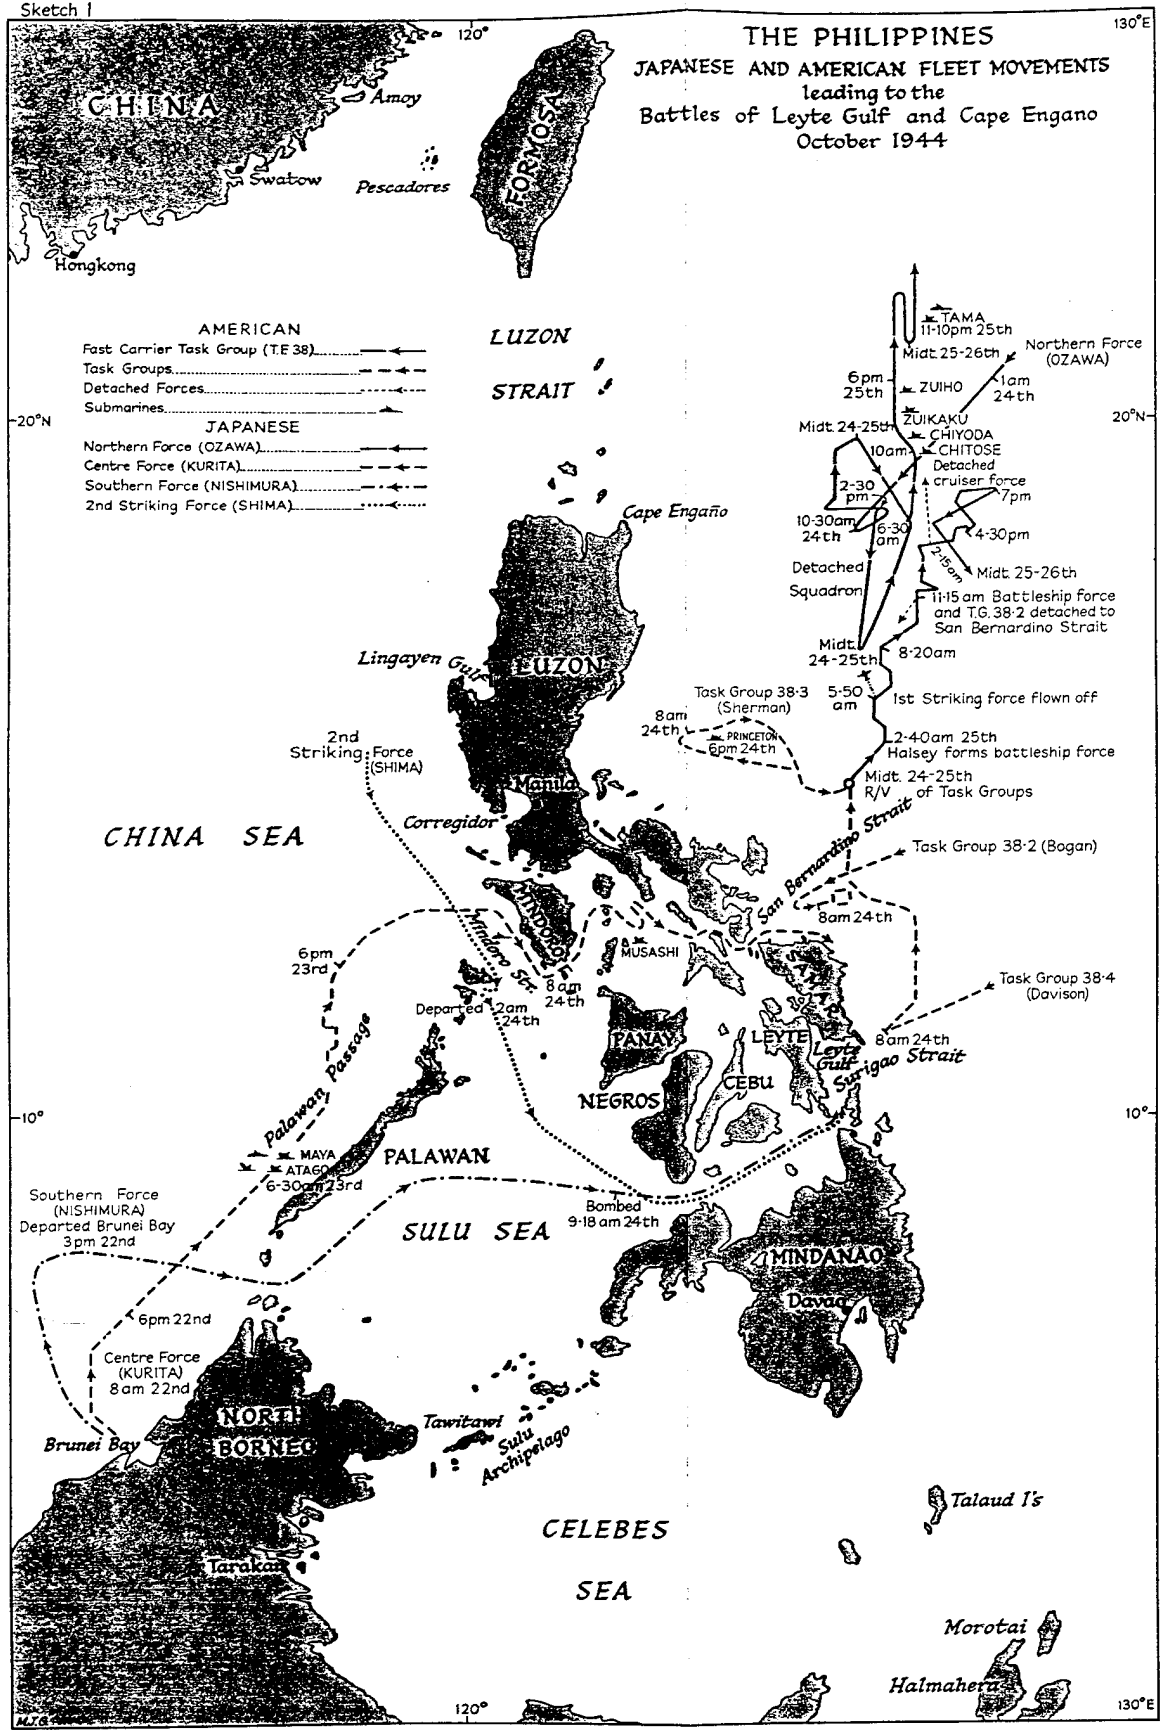 Sketch 1
120°
130°E
THE PHILIPPINES
JAPANESE AND AMERICAN FLEET MOVEMENTS
leading to the
Battles of Leyte Gulf and Cape Engano
October 1944
CHINA
Amoy
FORMOSA
Swatow
Pescadores
Hongkong
AMERICAN
Fast Carrier Task Group (T.F.38)
Task Groups
Detached Forces
Submarines
JAPANESE
Northern Force (OZAWA)
Centre Force (KURITA)
Southern Force (NISHIMURA)
2nd Striking Force (SHIMA)
LUZON
STRAIT
TAMA
11-10pm 25th
Midt. 25-26th
Northern Force
(OZAWA)
6pm
25th
ZUIHO
1am
24th
20°N
20°N
ZUIKAKU
Midt. 24-25th
CHIYODA
10am
CHITOSE
Detached
cruiser force
2-30
pm
7pm
Cape Engaño
10-30am
24th
6-30
am
4-30pm
2-15am
Detached
Squadron
Midt. 25-26th
11-15am Battleship force
and T.G.38·2 detached to
San Bernardino Strait
Midt.
24-25th
8-20am
Lingayen Gulf
LUZON
Task Group 38·3
(Sherman)
5-50
am
1st Striking force flown off
8am
24th
PRINCETON
6pm 24th
2-40am 25th
Halsey forms battleship force
2nd
Striking Force
(SHIMA)
Manila
Midt. 24-25th
R/V of Task Groups
CHINA SEA
Corregidor
San Bernardino Strait
Task Group 38·2 (Bogan)
MINDORO
8am 24th
Mindoro Str.
6pm
23rd
MUSASHI
SAMAR
8am
24th
Task Group 38·4
(Davison)
Departed 2am
24th
PANAY
LEYTE
Leyte
Gulf
8am 24th
Surigao Strait
Palawan Passage
CEBU
NEGROS
10°
10°
MAYA
ATAGO
6-30am 23rd
PALAWAN
Southern Force
(NISHIMURA)
Departed Brunei Bay
3pm 22nd
Bombed
9-18am 24th
SULU SEA
MINDANAO
Davao
6pm 22nd
Centre Force
(KURITA)
8am 22nd
NORTH
BORNEO
Brunei Bay
Tawitawi
Sulu
Archipelago
Talaud I's
CELEBES
SEA
Tarakan
Morotai
Halmahera
120°
130°E
M.J.G.